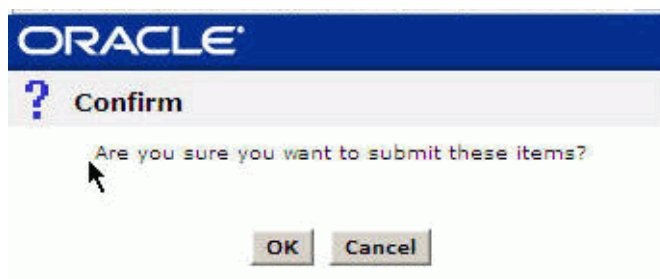 ORACLE
? Confirm
Are you sure you want to submit these items?
OK Cancel